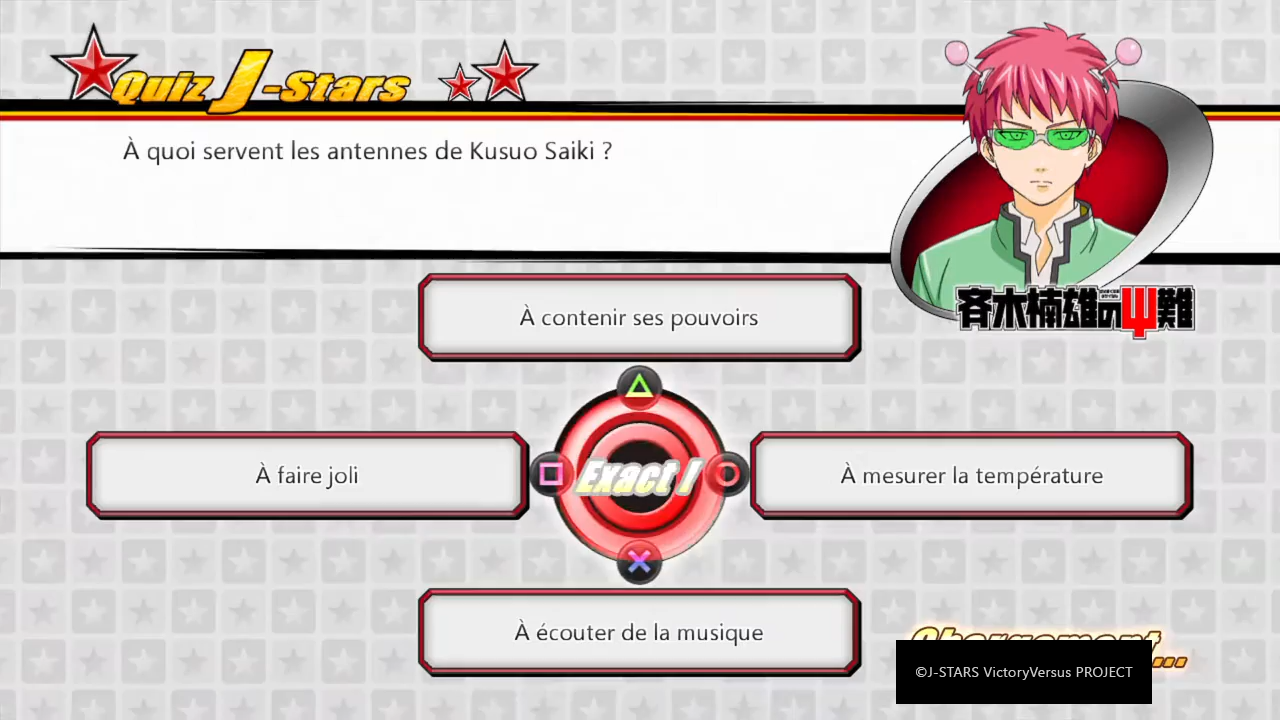 Quiz J-Stars
À quoi servent les antennes de Kusuo Saiki ?
斉木楠雄のΨ難
À contenir ses pouvoirs
À faire joli
Exact !
À mesurer la température
À écouter de la musique
Chargement...
©J-STARS VictoryVersus PROJECT